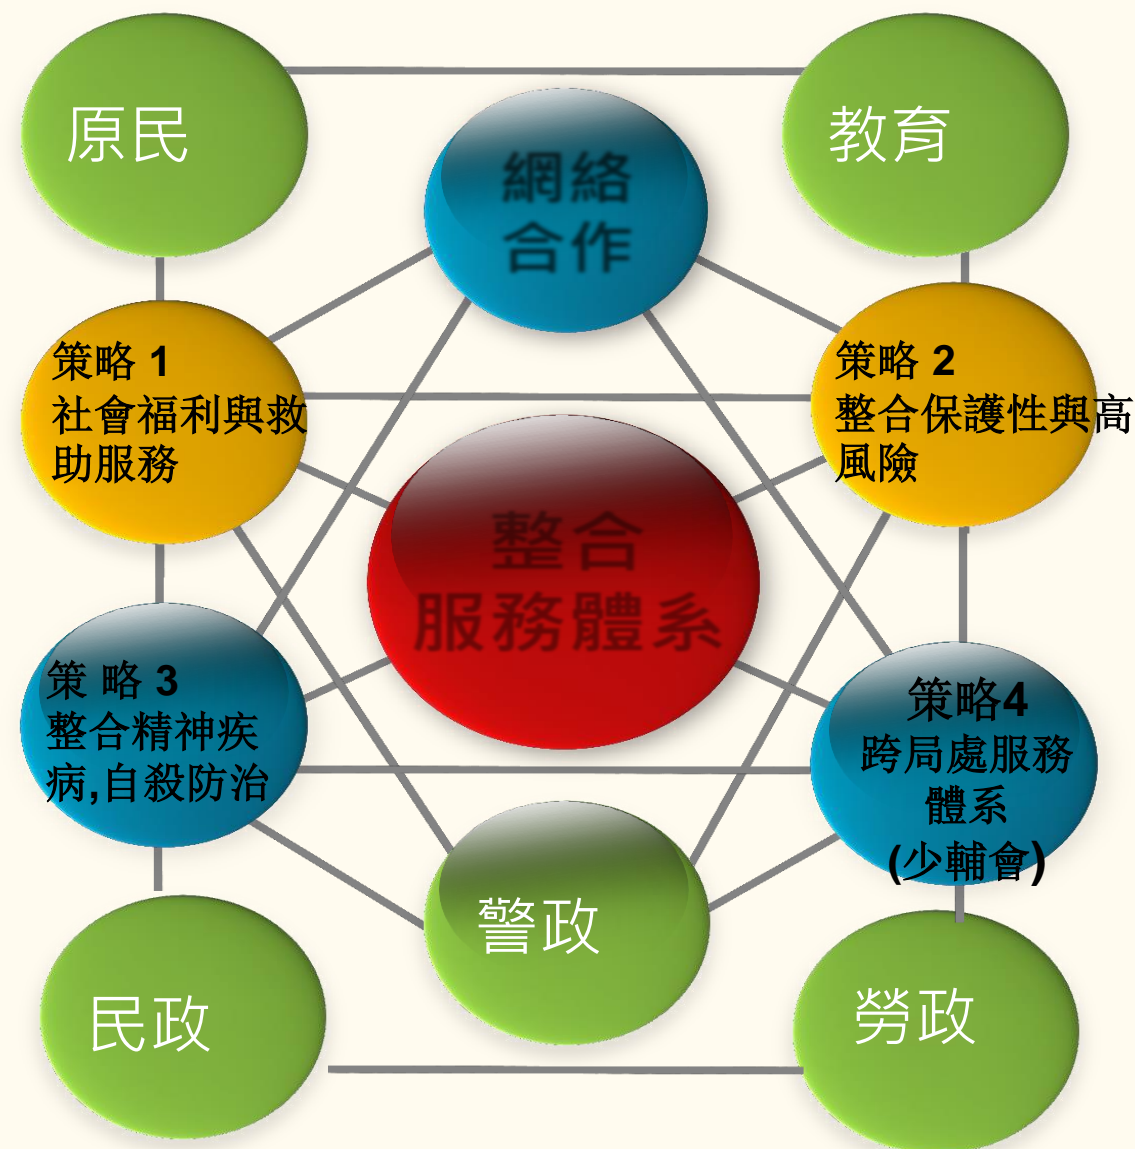 原民
教育
網絡
合作
策略 1
社會福利與救
助服務
策略 2
整合保護性與高
風險
整合
服務體系
策 略 3
整合精神疾
病,自殺防治
策略4
跨局處服務
體系
(少輔會)
警政
民政
勞政